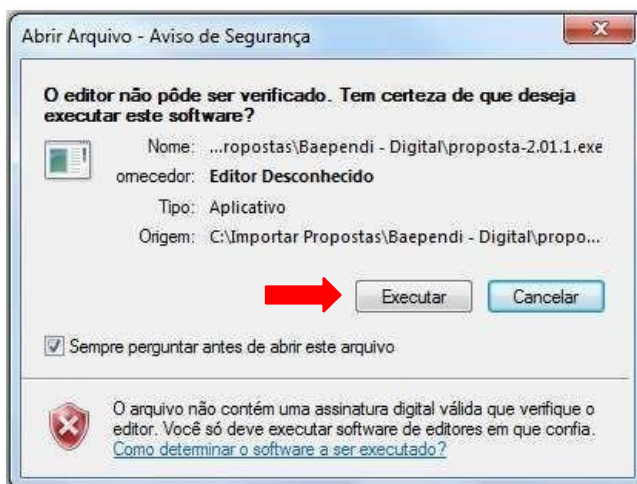 Abrir Arquivo - Aviso de Segurança
O editor não pôde ser verificado. Tem certeza de que deseja
executar este software?
Nome: ...ropostas\Baependi - Digital\proposta-2.01.1.exe
omecedor: Editor Desconhecido
Tipo: Aplicativo
Origem: C:\Importar Propostas\Baependi - Digital\propo...
Executar Cancelar
Sempre perguntar antes de abrir este arquivo
O arquivo não contém uma assinatura digital válida que verifique o
editor. Você só deve executar software de editores em que confia.
Como determinar o software a ser executado?